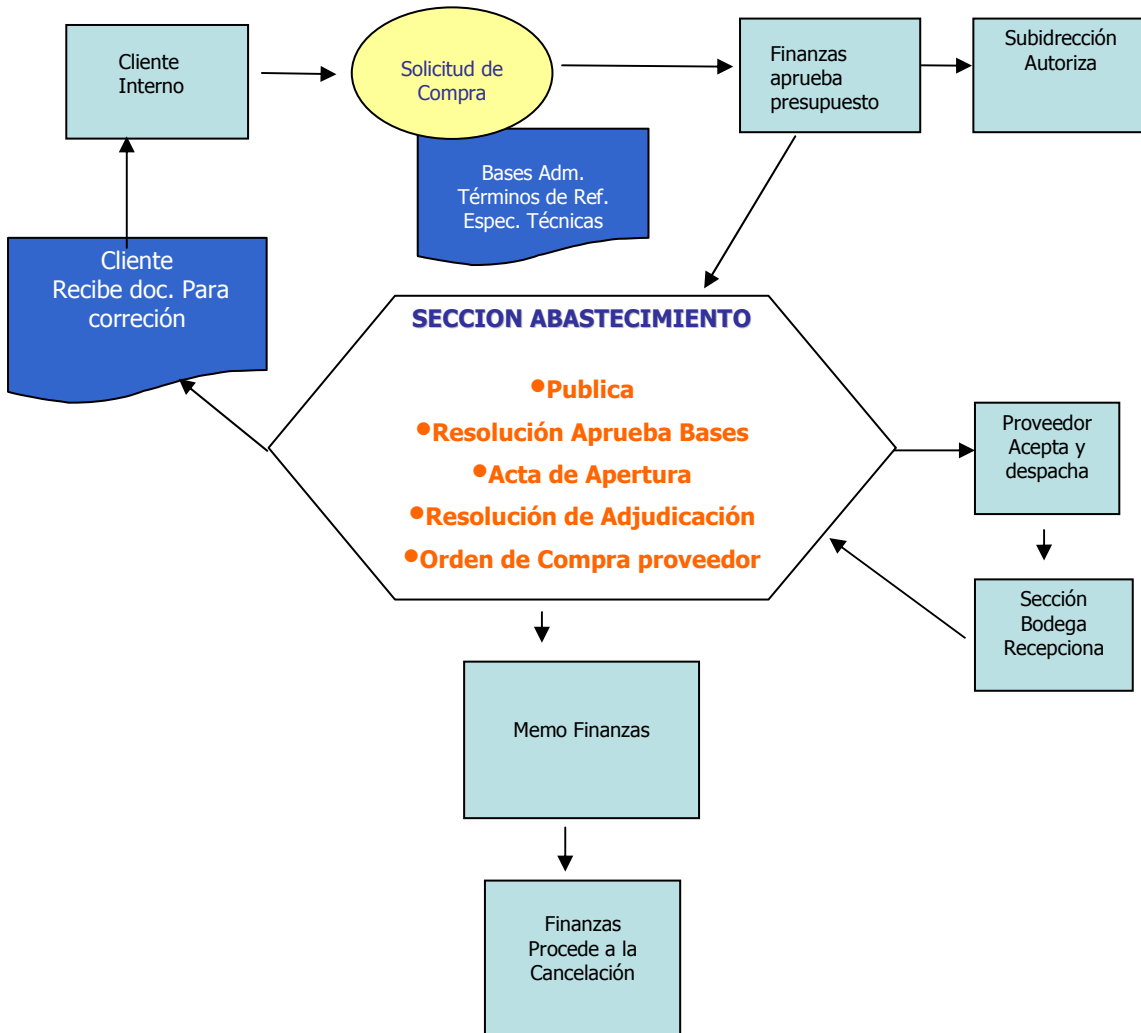 Cliente
Interno
Solicitud de
Compra
Finanzas
aprueba
presupuesto
Subidrección
Autoriza
Bases Adm.
Términos de Ref.
Espec. Técnicas
Cliente
Recibe doc. Para
correción
SECCION ABASTECIMIENTO
•Publica
•Resolución Aprueba Bases
•Acta de Apertura
•Resolución de Adjudicación
•Orden de Compra proveedor
Proveedor
Acepta y
despacha
Sección
Bodega
Recepciona
Memo Finanzas
Finanzas
Procede a la
Cancelación